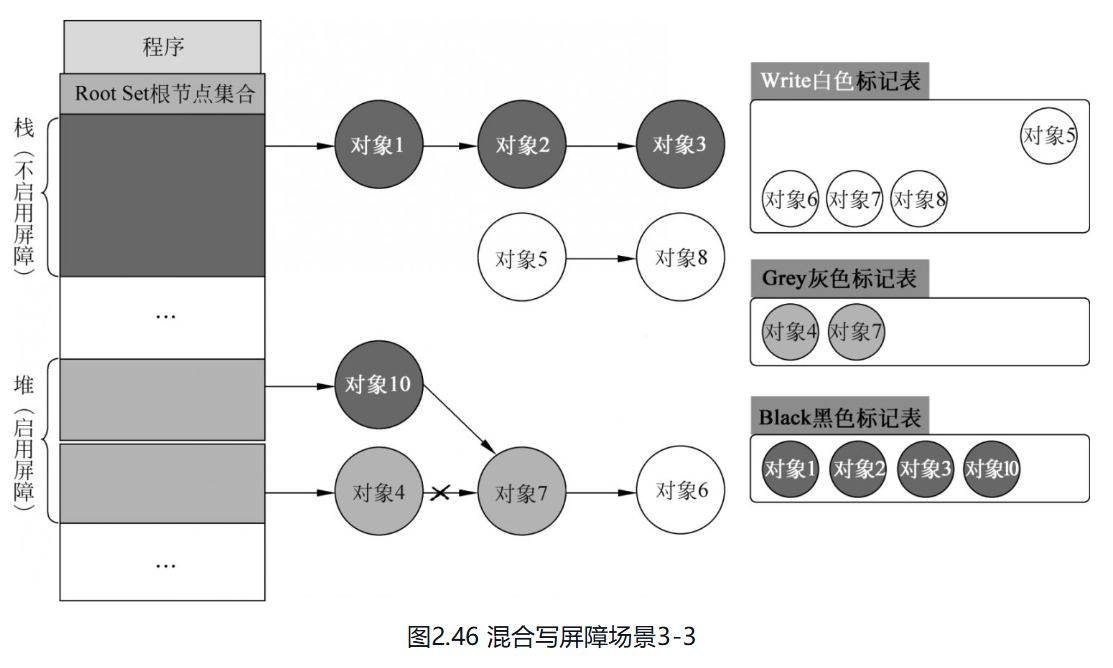 程序
Root Set根节点集合
栈（不启用屏障）
...
堆（启用屏障）
...
对象1
对象2
对象3
对象5
对象8
对象10
对象4
对象7
对象6
Write白色标记表
对象5
对象6
对象7
对象8
Grey灰色标记表
对象4
对象7
Black黑色标记表
对象1
对象2
对象3
对象10
图2.46 混合写屏障场景3-3